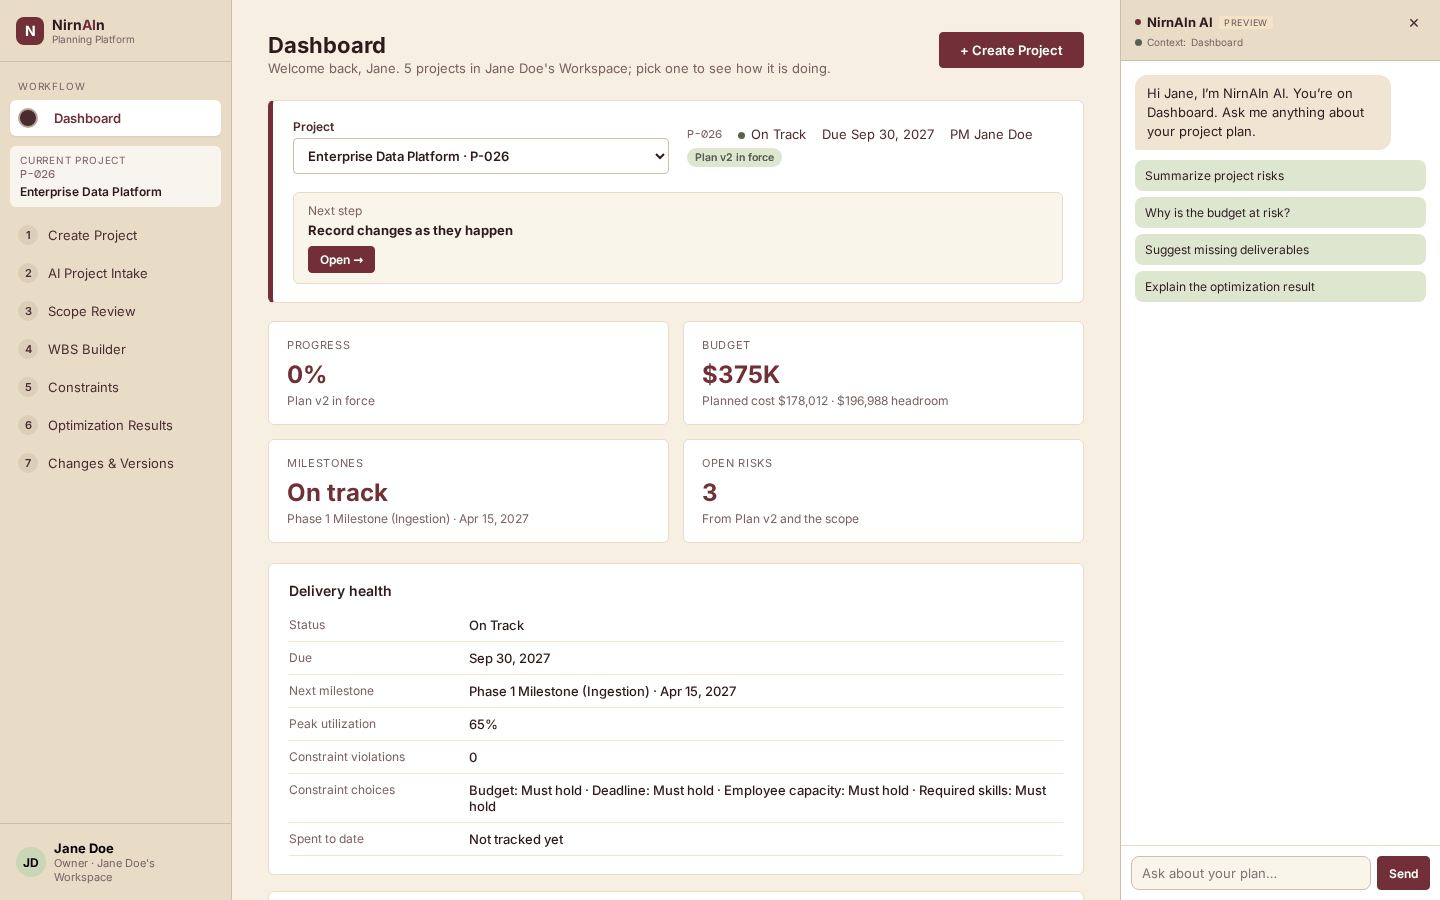 N
NirnAIn
Planning Platform
WORKFLOW
Dashboard
CURRENT PROJECT
P-026
Enterprise Data Platform
1 Create Project
2 AI Project Intake
3 Scope Review
4 WBS Builder
5 Constraints
6 Optimization Results
7 Changes & Versions
JD
Jane Doe
Owner · Jane Doe's
Workspace
Dashboard
Welcome back, Jane. 5 projects in Jane Doe's Workspace; pick one to see how it is doing.
+ Create Project
Project
Enterprise Data Platform · P-026
P-026 On Track Due Sep 30, 2027 PM Jane Doe
Plan v2 in force
Next step
Record changes as they happen
Open →
PROGRESS
0%
Plan v2 in force
BUDGET
$375K
Planned cost $178,012 · $196,988 headroom
MILESTONES
On track
Phase 1 Milestone (Ingestion) · Apr 15, 2027
OPEN RISKS
3
From Plan v2 and the scope
Delivery health
Status On Track
Due Sep 30, 2027
Next milestone Phase 1 Milestone (Ingestion) · Apr 15, 2027
Peak utilization 65%
Constraint violations 0
Constraint choices Budget: Must hold · Deadline: Must hold · Employee capacity: Must hold · Required skills: Must
hold
Spent to date Not tracked yet
NirnAIn AI PREVIEW ✕
Context: Dashboard
Hi Jane, I’m NirnAIn AI. You’re on
Dashboard. Ask me anything about
your project plan.
Summarize project risks
Why is the budget at risk?
Suggest missing deliverables
Explain the optimization result
Ask about your plan...
Send